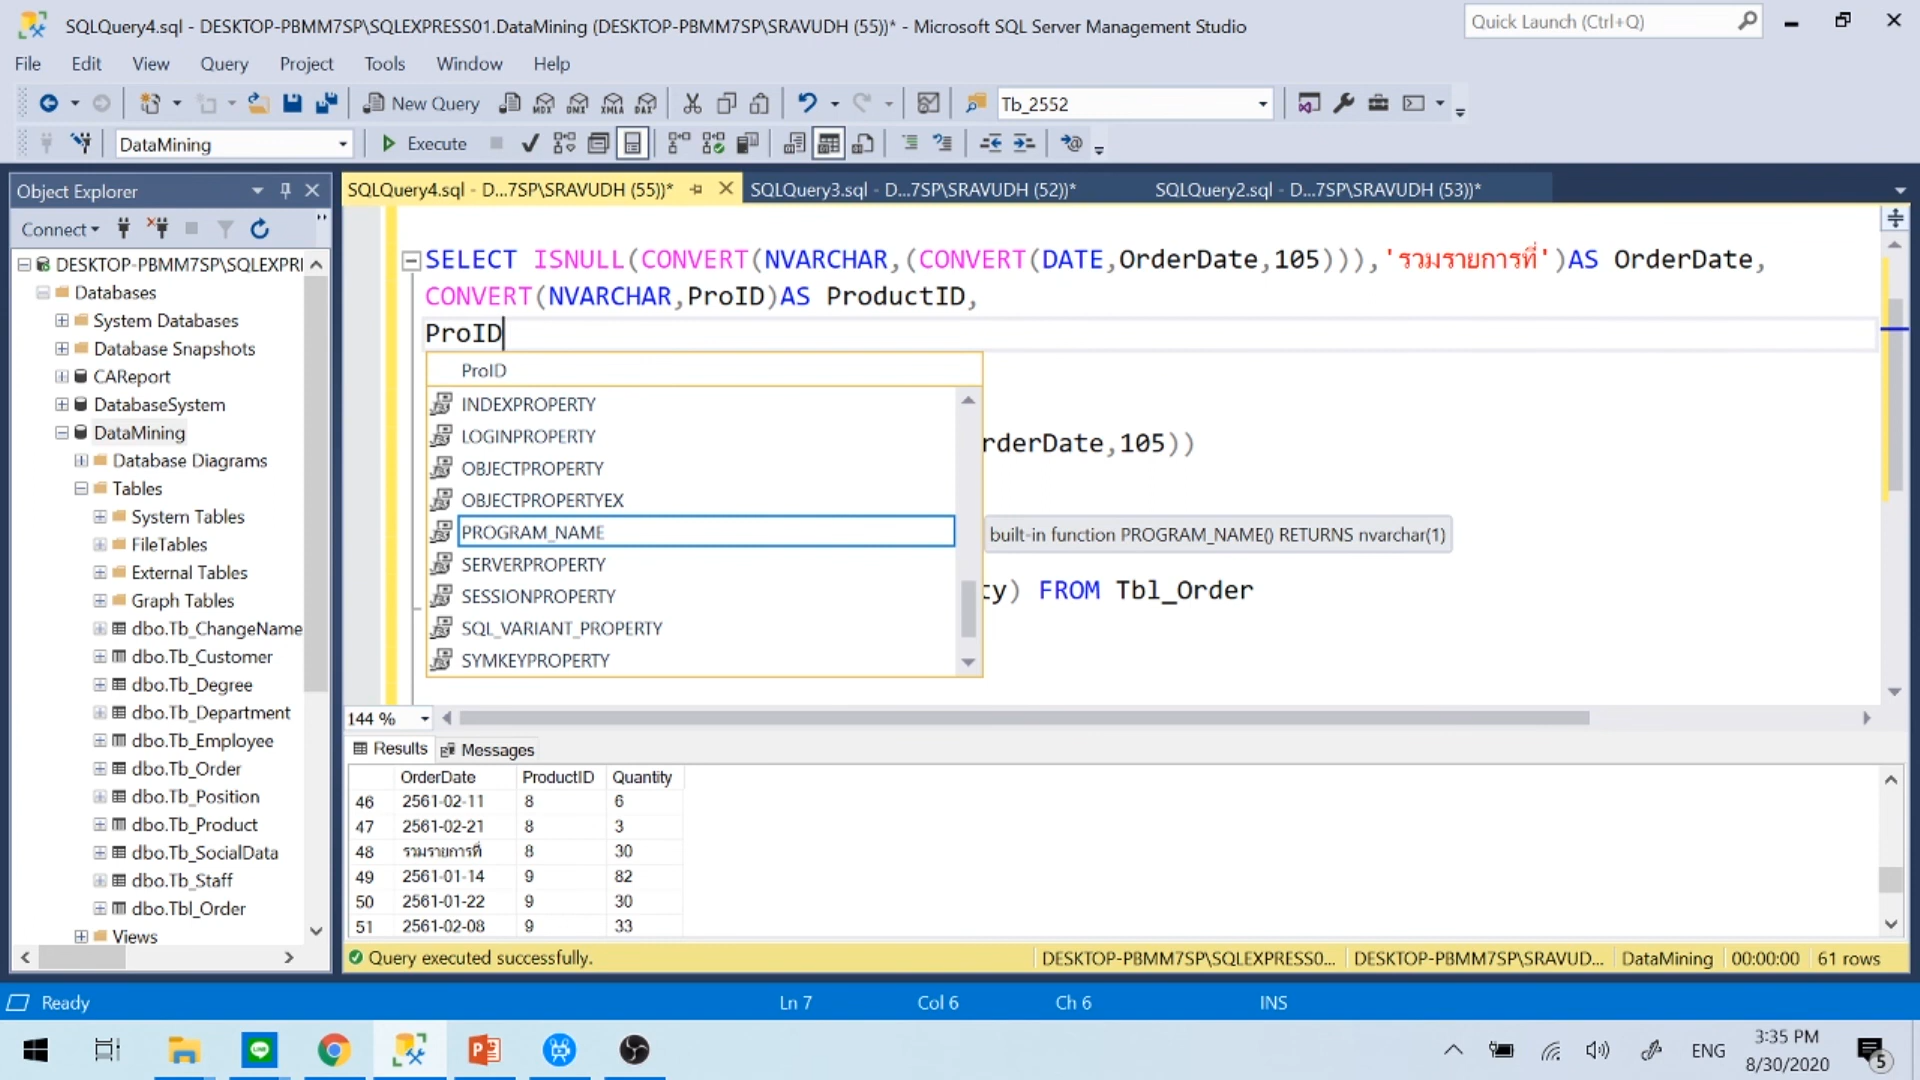 SQLQuery4.sql - DESKTOP-PBMM7SP\SQLEXPRESS01.DataMining (DESKTOP-PBMM7SP\SRAVUDH (55))* - Microsoft SQL Server Management Studio
Quick Launch (Ctrl+Q)
File Edit View Query Project Tools Window Help
New Query
MDX DMX XMLA DAX
Tb_2552
DataMining
Execute
Object Explorer
SQLQuery4.sql - D...7SP\SRAVUDH (55))*
SQLQuery3.sql - D...7SP\SRAVUDH (52))*
SQLQuery2.sql - D...7SP\SRAVUDH (53))*
Connect
DESKTOP-PBMM7SP\SQLEXPRI
Databases
System Databases
Database Snapshots
CAReport
DatabaseSystem
DataMining
Database Diagrams
Tables
System Tables
FileTables
External Tables
Graph Tables
dbo.Tb_ChangeName
dbo.Tb_Customer
dbo.Tb_Degree
dbo.Tb_Department
dbo.Tb_Employee
dbo.Tb_Order
dbo.Tb_Position
dbo.Tb_Product
dbo.Tb_SocialData
dbo.Tb_Staff
dbo.Tbl_Order
Views
SELECT ISNULL(CONVERT(NVARCHAR,(CONVERT(DATE,OrderDate,105))),'รวมรายการที่')AS OrderDate,
CONVERT(NVARCHAR,ProID)AS ProductID,
ProID
ProID
INDEXPROPERTY
LOGINPROPERTY
OBJECTPROPERTY
OBJECTPROPERTYEX
PROGRAM_NAME
SERVERPROPERTY
SESSIONPROPERTY
SQL_VARIANT_PROPERTY
SYMKEYPROPERTY
rderDate,105))
built-in function PROGRAM_NAME() RETURNS nvarchar(1)
ty) FROM Tbl_Order
144 %
Results Messages
OrderDate ProductID Quantity
46 2561-02-11 8 6
47 2561-02-21 8 3
48 รวมรายการที่ 8 30
49 2561-01-14 9 82
50 2561-01-22 9 30
51 2561-02-08 9 33
Query executed successfully.
DESKTOP-PBMM7SP\SQLEXPRESS0... DESKTOP-PBMM7SP\SRAVUD... DataMining 00:00:00 61 rows
Ready
Ln 7 Col 6 Ch 6 INS
LINE
ENG
3:35 PM
8/30/2020
5